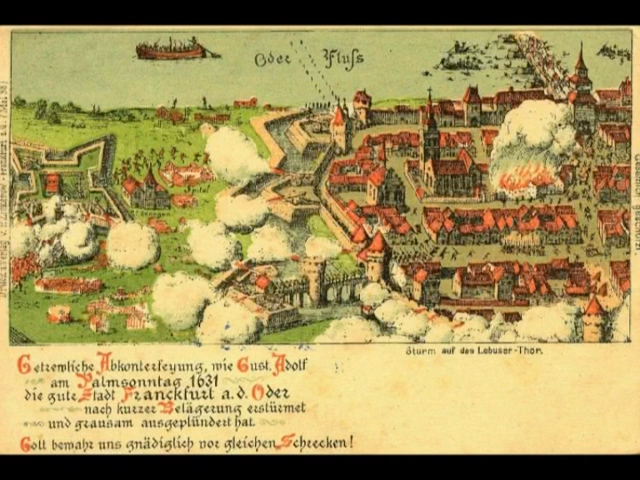 Oder Fluſs
Sturm auf das Lebuser-Thor.
Getrewliche Abkonterfeyung, wie Gust. Adolf
am Palmsonntag 1631
die gute Stadt Franckfurt a. d. Oder
nach kurzer Belägerung erstürmet
und grausam ausgeplündert hat.
Gott bewahr uns gnädiglich vor gleichen Schrecken!